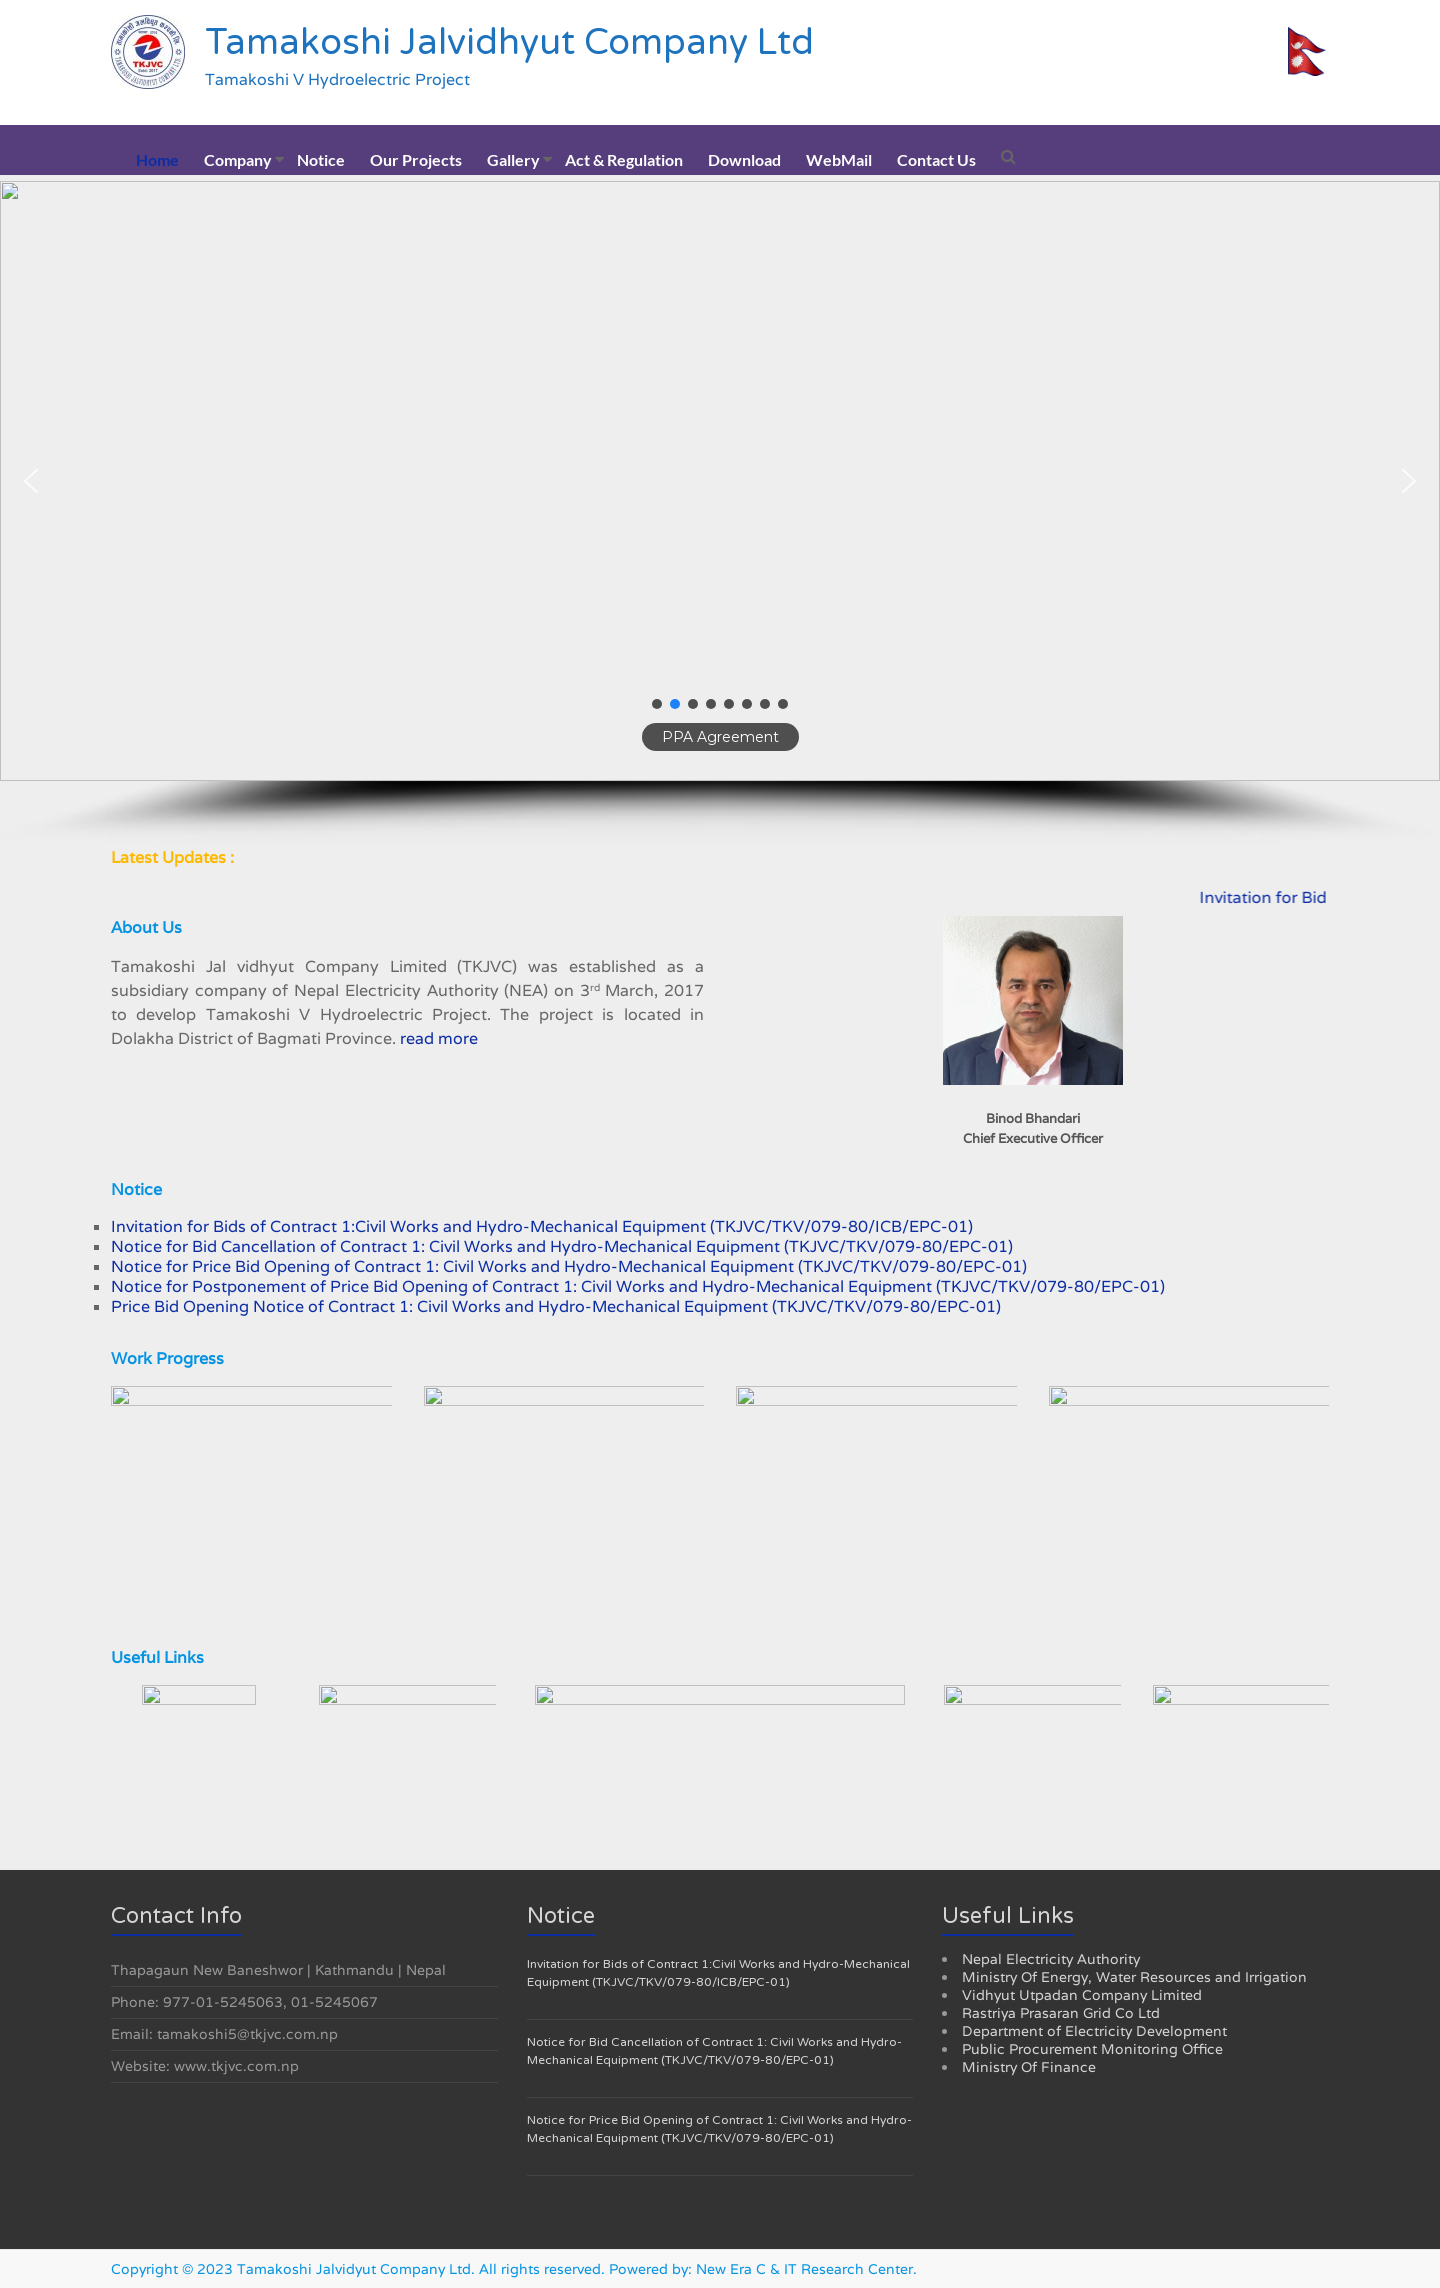 TKJVC
Tamakoshi Jalvidhyut Company Ltd
Tamakoshi V Hydroelectric Project
Home Company Notice Our Projects Gallery Act & Regulation Download WebMail Contact Us
PPA Agreement
Latest Updates :
Invitation for Bid
About Us
Tamakoshi Jal vidhyut Company Limited (TKJVC) was established as a
subsidiary company of Nepal Electricity Authority (NEA) on 3rd March, 2017
to develop Tamakoshi V Hydroelectric Project. The project is located in
Dolakha District of Bagmati Province. read more
Binod Bhandari
Chief Executive Officer
Notice
Invitation for Bids of Contract 1:Civil Works and Hydro-Mechanical Equipment (TKJVC/TKV/079-80/ICB/EPC-01)
Notice for Bid Cancellation of Contract 1: Civil Works and Hydro-Mechanical Equipment (TKJVC/TKV/079-80/EPC-01)
Notice for Price Bid Opening of Contract 1: Civil Works and Hydro-Mechanical Equipment (TKJVC/TKV/079-80/EPC-01)
Notice for Postponement of Price Bid Opening of Contract 1: Civil Works and Hydro-Mechanical Equipment (TKJVC/TKV/079-80/EPC-01)
Price Bid Opening Notice of Contract 1: Civil Works and Hydro-Mechanical Equipment (TKJVC/TKV/079-80/EPC-01)
Work Progress
Useful Links
Contact Info
Thapagaun New Baneshwor | Kathmandu | Nepal
Phone: 977-01-5245063, 01-5245067
Email: tamakoshi5@tkjvc.com.np
Website: www.tkjvc.com.np
Notice
Invitation for Bids of Contract 1:Civil Works and Hydro-Mechanical
Equipment (TKJVC/TKV/079-80/ICB/EPC-01)
Notice for Bid Cancellation of Contract 1: Civil Works and Hydro-
Mechanical Equipment (TKJVC/TKV/079-80/EPC-01)
Notice for Price Bid Opening of Contract 1: Civil Works and Hydro-
Mechanical Equipment (TKJVC/TKV/079-80/EPC-01)
Useful Links
Nepal Electricity Authority
Ministry Of Energy, Water Resources and Irrigation
Vidhyut Utpadan Company Limited
Rastriya Prasaran Grid Co Ltd
Department of Electricity Development
Public Procurement Monitoring Office
Ministry Of Finance
Copyright © 2023 Tamakoshi Jalvidyut Company Ltd. All rights reserved. Powered by: New Era C & IT Research Center.